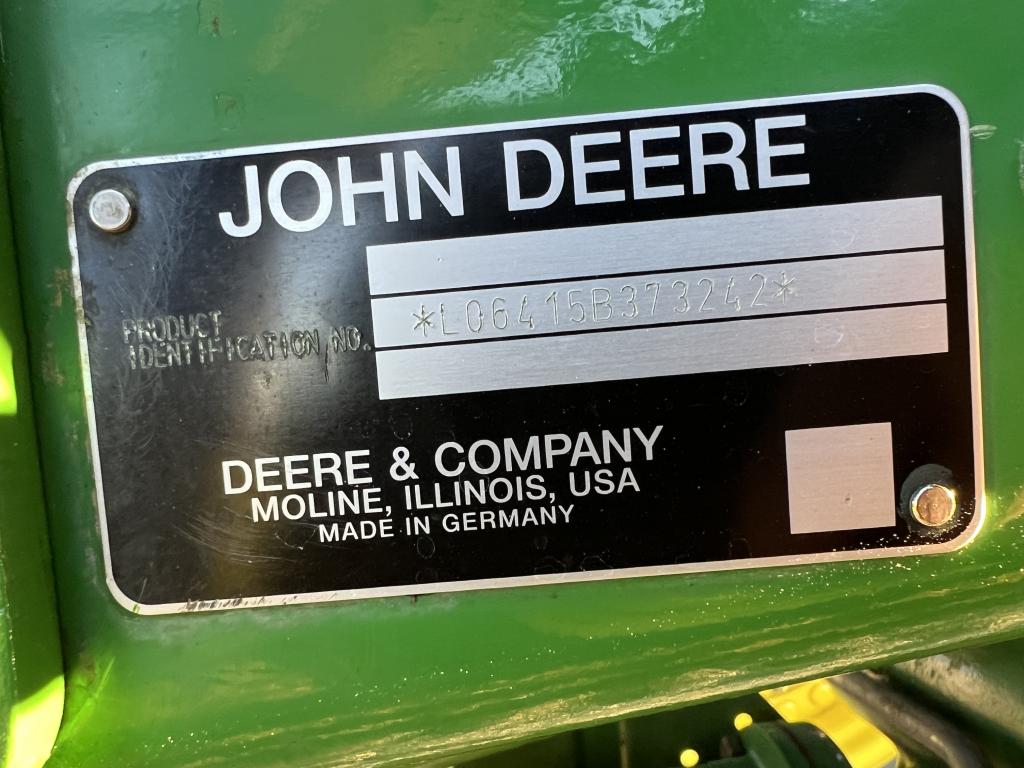 JOHN DEERE
PRODUCT
IDENTIFICATION NO.
*L06415B373242*
DEERE & COMPANY
MOLINE, ILLINOIS, USA
MADE IN GERMANY